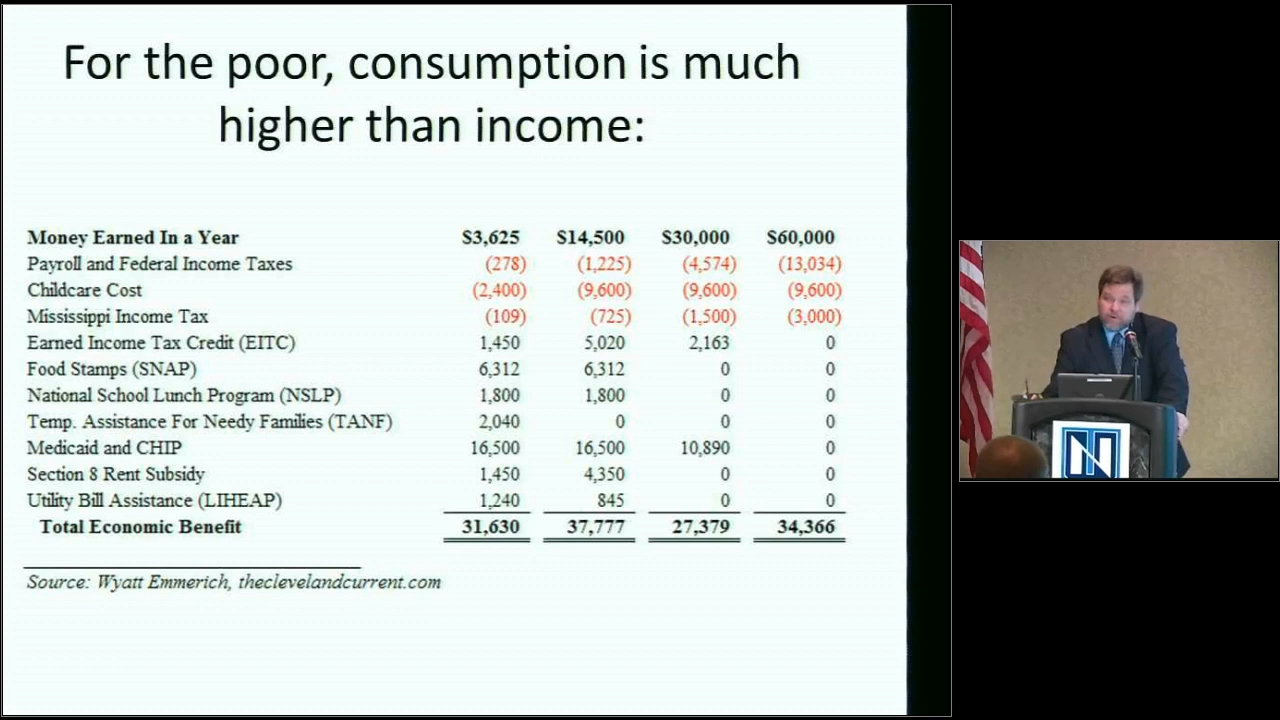 For the poor, consumption is much
higher than income:
Money Earned In a Year $3,625 $14,500 $30,000 $60,000
Payroll and Federal Income Taxes (278) (1,225) (4,574) (13,034)
Childcare Cost (2,400) (9,600) (9,600) (9,600)
Mississippi Income Tax (109) (725) (1,500) (3,000)
Earned Income Tax Credit (EITC) 1,450 5,020 2,163 0
Food Stamps (SNAP) 6,312 6,312 0 0
National School Lunch Program (NSLP) 1,800 1,800 0 0
Temp. Assistance For Needy Families (TANF) 2,040 0 0 0
Medicaid and CHIP 16,500 16,500 10,890 0
Section 8 Rent Subsidy 1,450 4,350 0 0
Utility Bill Assistance (LIHEAP) 1,240 845 0 0
Total Economic Benefit 31,630 37,777 27,379 34,366
Source: Wyatt Emmerich, theclevelandcurrent.com